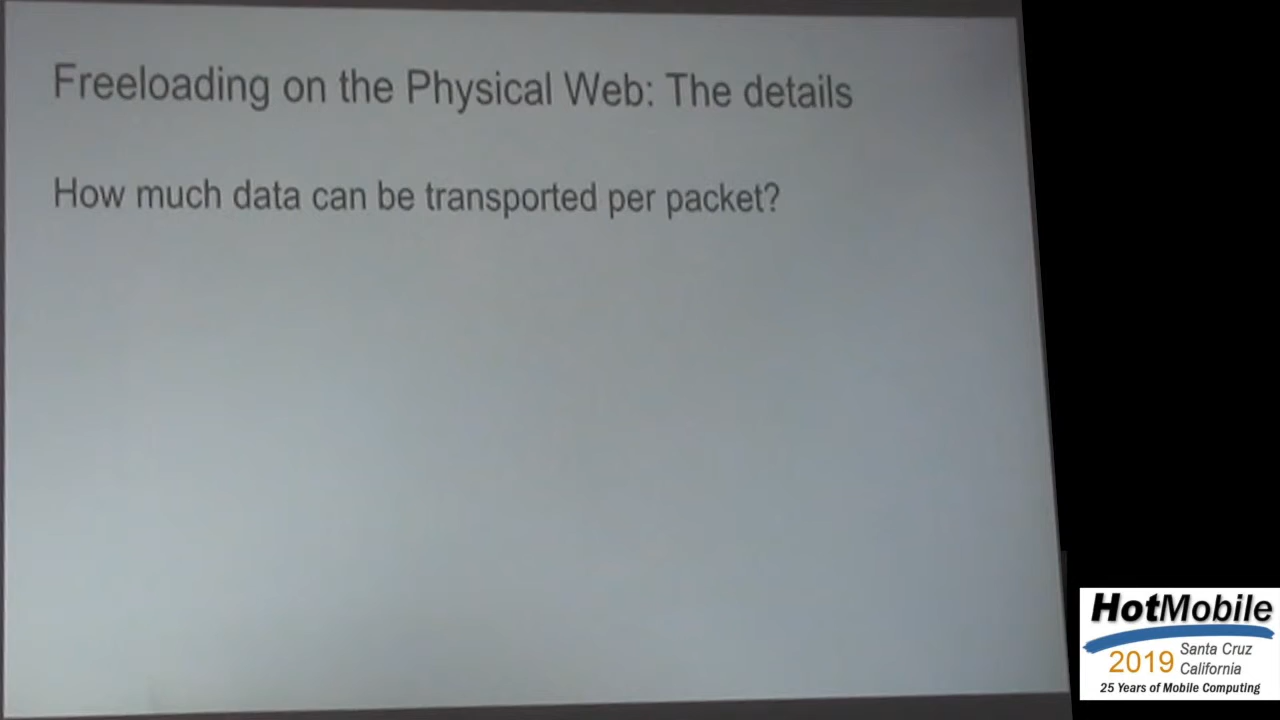 Freeloading on the Physical Web: The details
How much data can be transported per packet?
HotMobile
2019 Santa Cruz California
25 Years of Mobile Computing